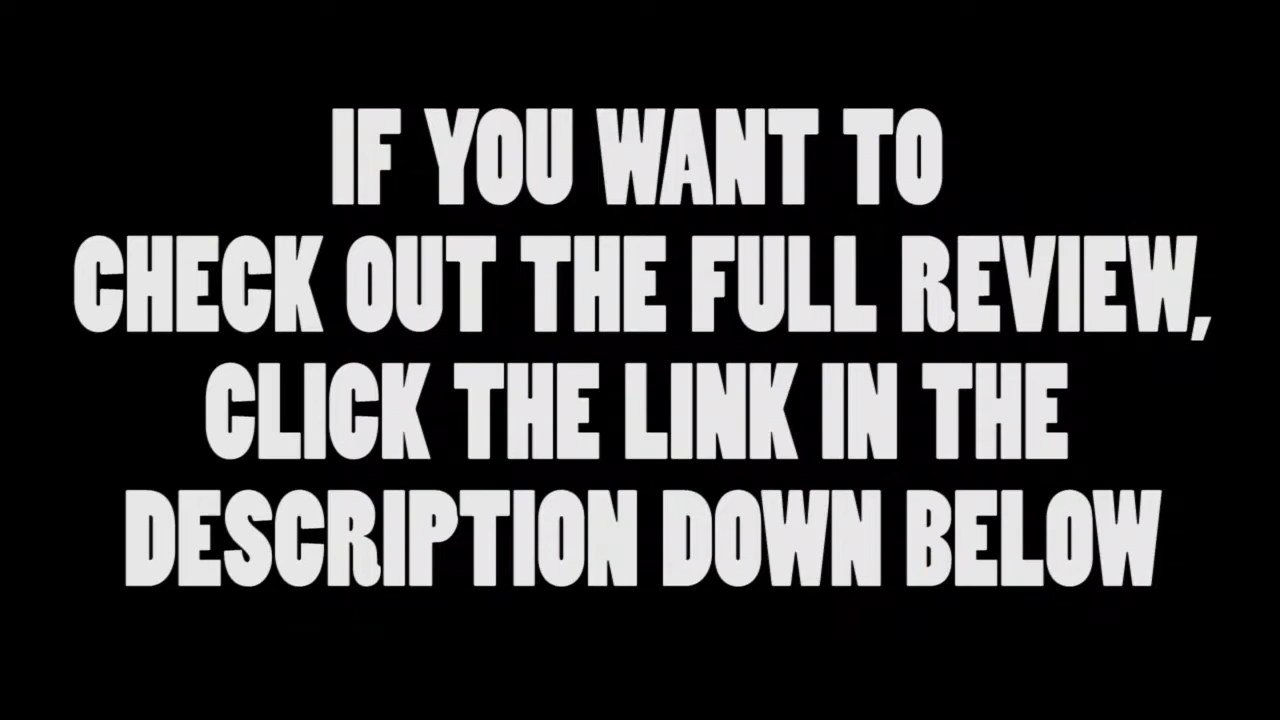 IF YOU WANT TO
CHECK OUT THE FULL REVIEW,
CLICK THE LINK IN THE
DESCRIPTION DOWN BELOW